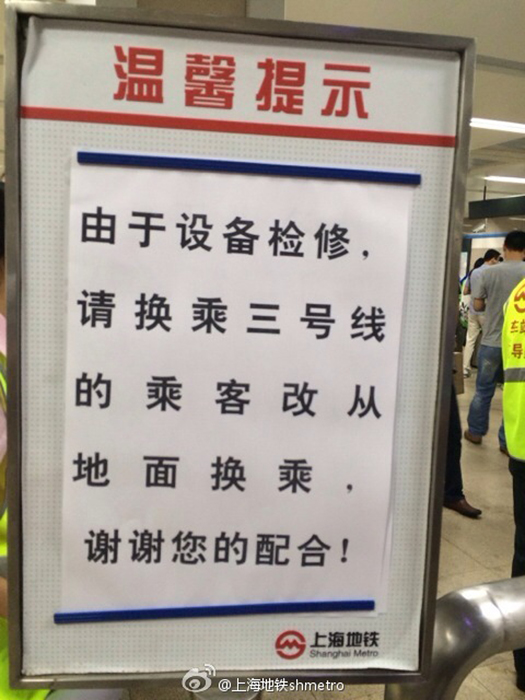 温馨提示
由于设备检修，
请换乘三号线
的乘客改从
地面换乘，
谢谢您的配合！
上海地铁
Shanghai Metro
@上海地铁shmetro